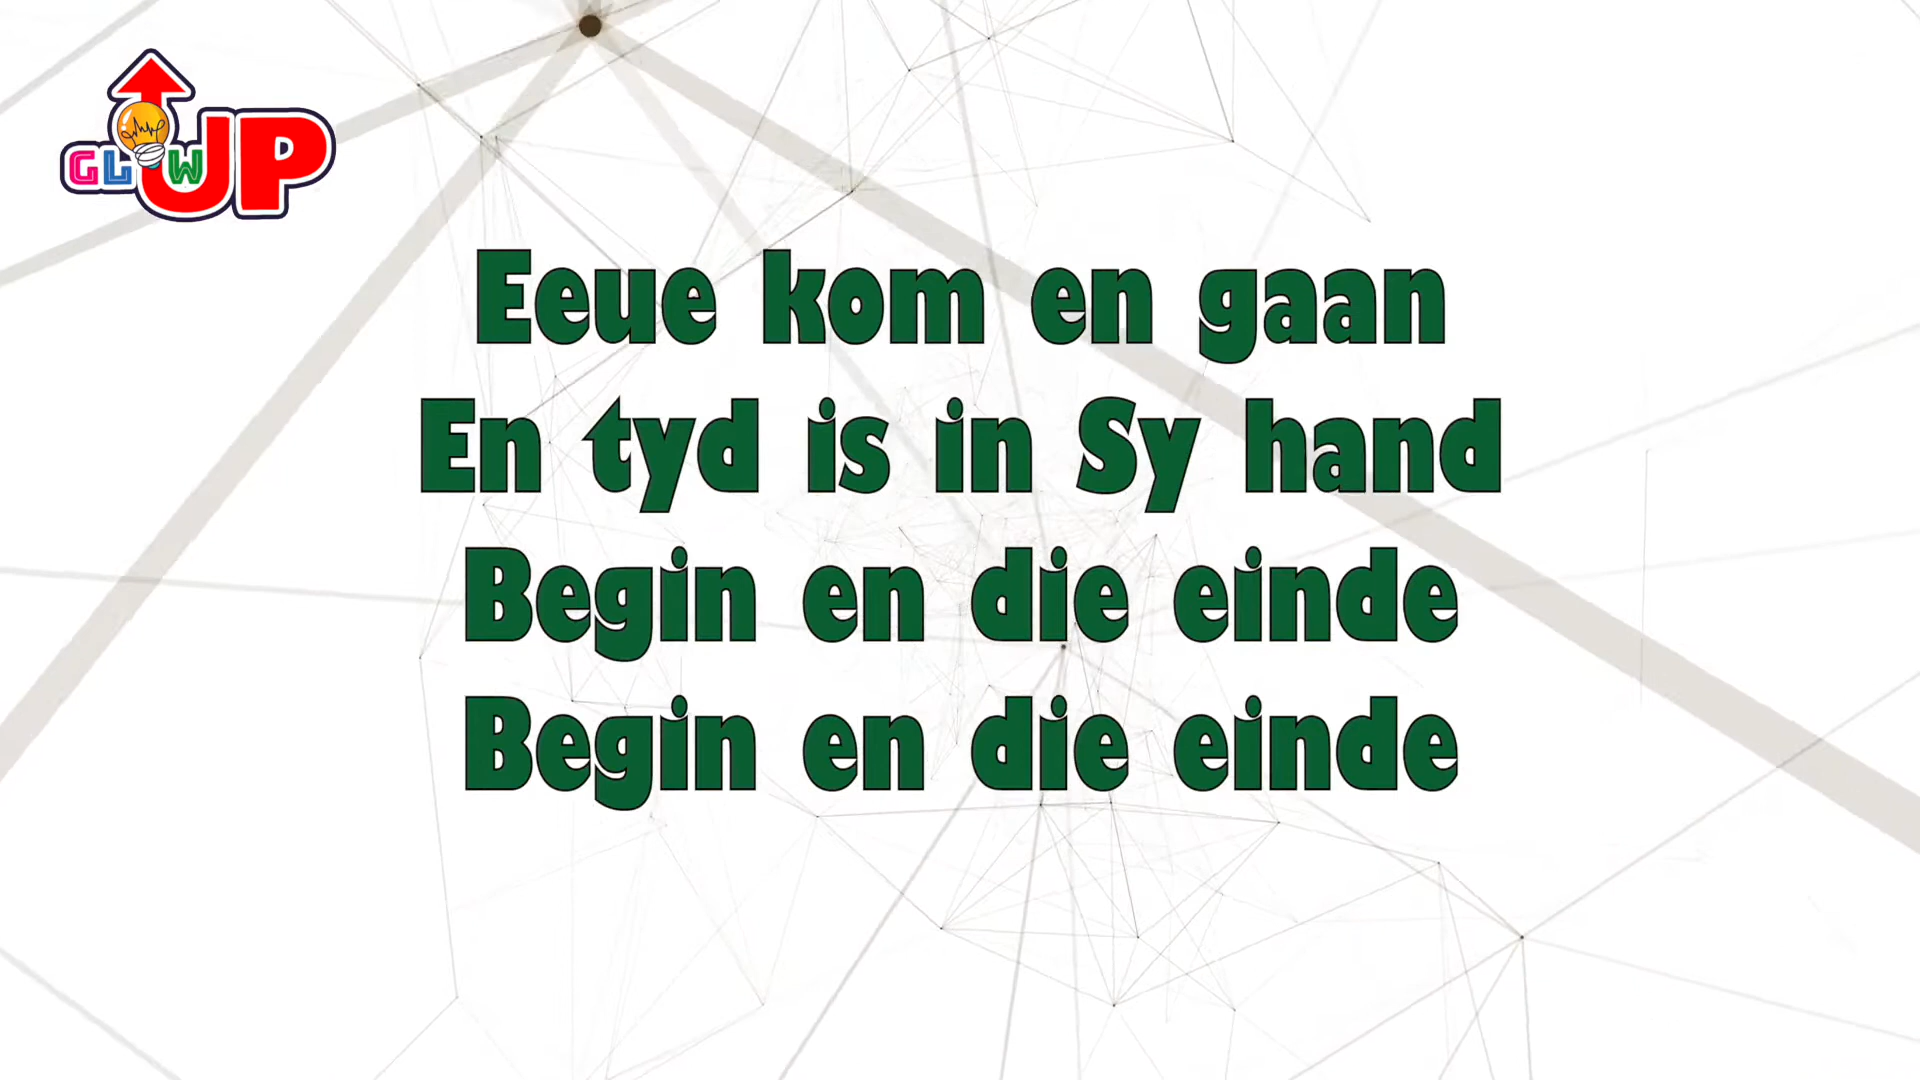 GLOW UP
Eeue kom en gaan
En tyd is in Sy hand
Begin en die einde
Begin en die einde